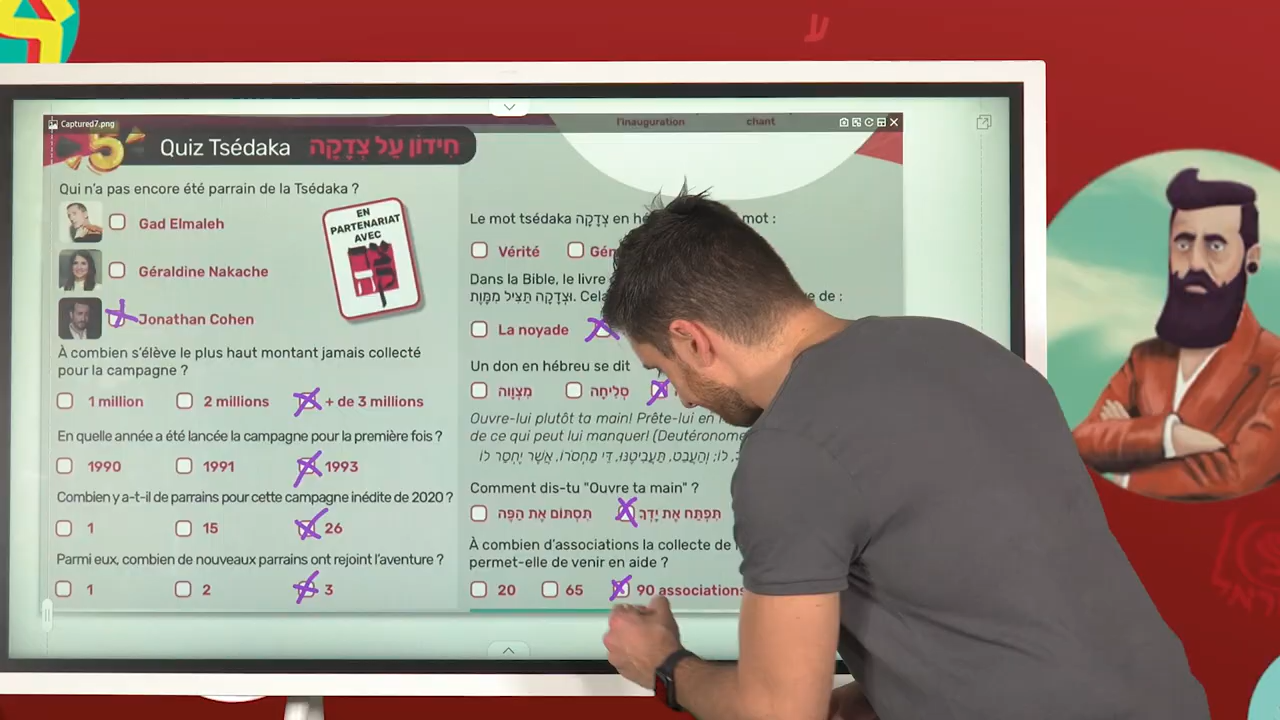 Captured7.png
l'inauguration
chant
5
Quiz Tsédaka חִידוֹן עַל צְדָקָה
Qui n'a pas encore été parrain de la Tsédaka ?
Gad Elmaleh
Géraldine Nakache
Jonathan Cohen
EN
PARTENARIAT
AVEC
À combien s'élève le plus haut montant jamais collecté
pour la campagne ?
1 million
2 millions
+ de 3 millions
En quelle année a été lancée la campagne pour la première fois ?
1990
1991
1993
Combien y a-t-il de parrains pour cette campagne inédite de 2020 ?
1
15
26
Parmi eux, combien de nouveaux parrains ont rejoint l'aventure ?
1
2
3
Le mot tsédaka צְדָקָה en mot :
Vérité
Dans la Bible, le livre
וּצְדָקָה תַּצִּיל מִמָּוֶת. de :
La noyade
Un don en hébreu se dit
מִצְוָוה
סְלִיחָה
Ouvre-lui plutôt ta main! Prête-lui en
de ce qui peut lui manquer! (Deutéronome
לוֹ; וְהַעֲבֵט, תַּעֲבִיטֶנּוּ, דֵּי מַחְסֹרוֹ, אֲשֶׁר יֶחְסַר לוֹ
Comment dis-tu "Ouvre ta main" ?
תִּסְתּוֹם אֶת הַפֶּה
תִּפְתַּח אֶת יָדְךָ
À combien d'associations la collecte de
permet-elle de venir en aide ?
20
65
90 associations
ע